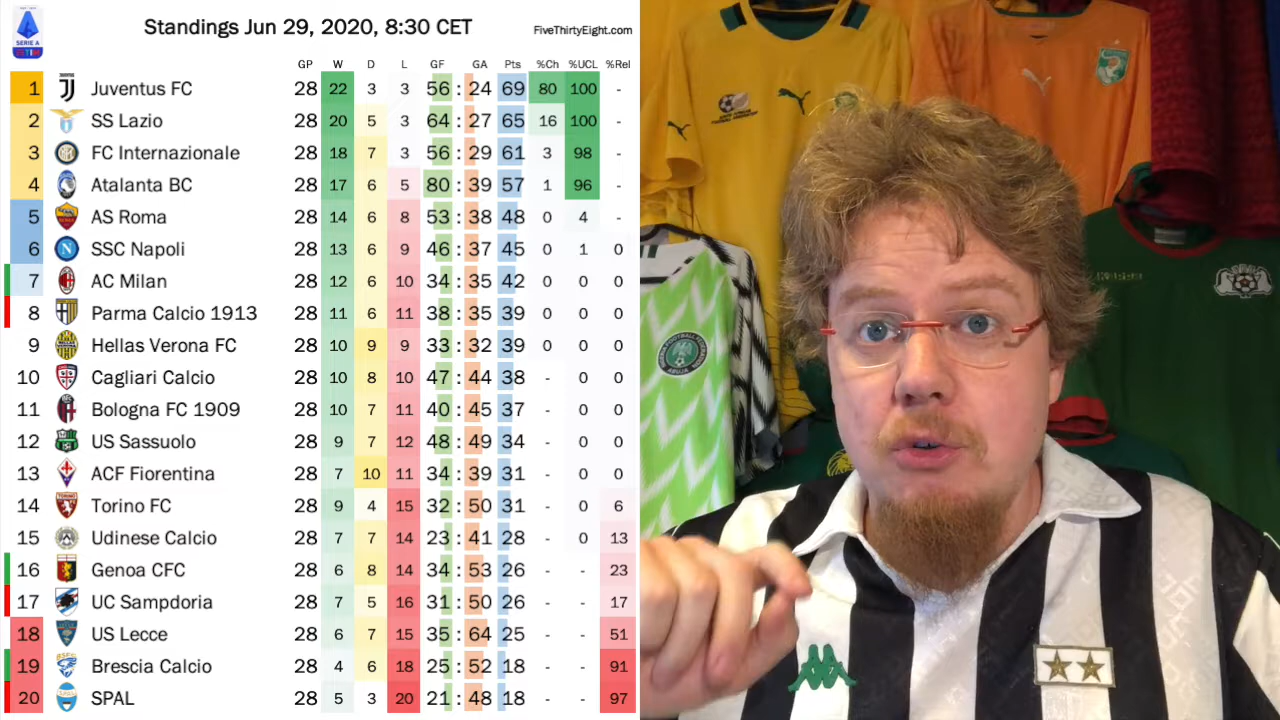 Standings Jun 29, 2020, 8:30 CET
FiveThirtyEight.com
SERIE A
TIM
GP W D L GF GA Pts %Ch %UCL %Rel
1 Juventus FC 28 22 3 3 56 : 24 69 80 100 -
2 SS Lazio 28 20 5 3 64 : 27 65 16 100 -
3 FC Internazionale 28 18 7 3 56 : 29 61 3 98 -
4 Atalanta BC 28 17 6 5 80 : 39 57 1 96 -
5 AS Roma 28 14 6 8 53 : 38 48 0 4 -
6 SSC Napoli 28 13 6 9 46 : 37 45 0 1 0
7 AC Milan 28 12 6 10 34 : 35 42 0 0 0
8 Parma Calcio 1913 28 11 6 11 38 : 35 39 0 0 0
9 Hellas Verona FC 28 10 9 9 33 : 32 39 0 0 0
10 Cagliari Calcio 28 10 8 10 47 : 44 38 - 0 0
11 Bologna FC 1909 28 10 7 11 40 : 45 37 - 0 0
12 US Sassuolo 28 9 7 12 48 : 49 34 - 0 0
13 ACF Fiorentina 28 7 10 11 34 : 39 31 - 0 0
14 Torino FC 28 9 4 15 32 : 50 31 - 0 6
15 Udinese Calcio 28 7 7 14 23 : 41 28 - 0 13
16 Genoa CFC 28 6 8 14 34 : 53 26 - - 23
17 UC Sampdoria 28 7 5 16 31 : 50 26 - - 17
18 US Lecce 28 6 7 15 35 : 64 25 - - 51
19 Brescia Calcio 28 4 6 18 25 : 52 18 - - 91
20 SPAL 28 5 3 20 21 : 48 18 - - 97